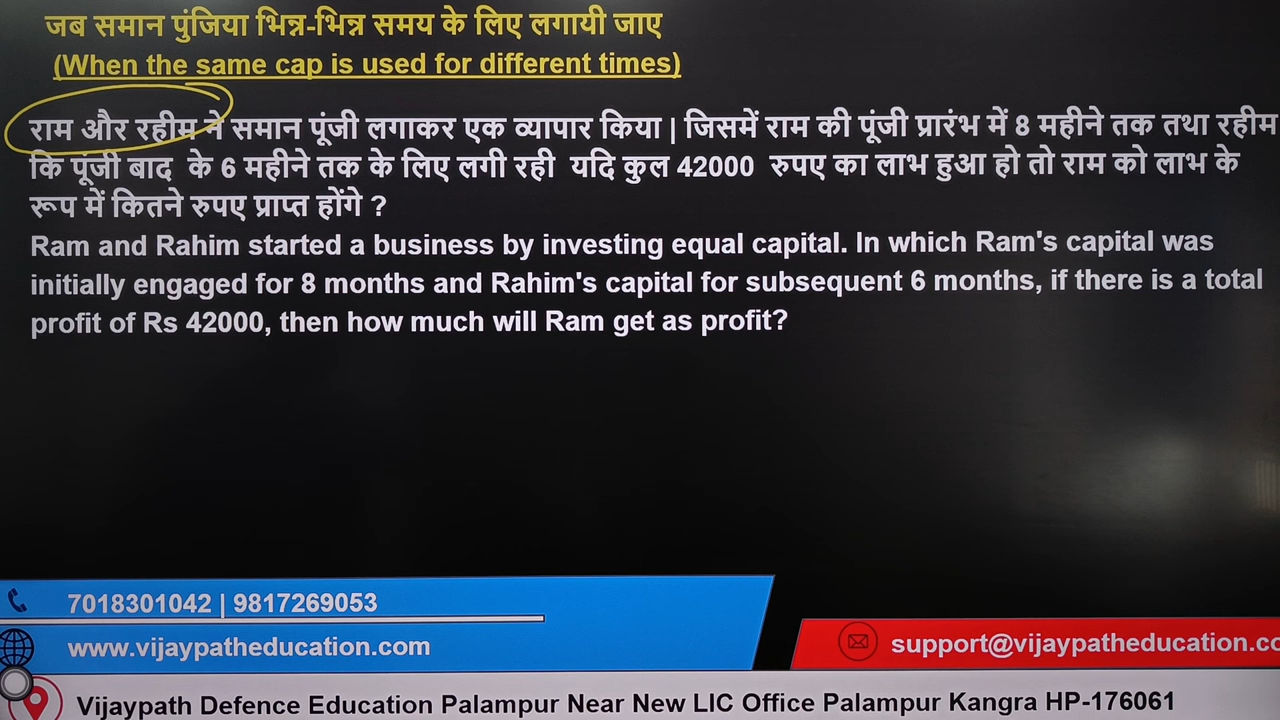 जब समान पुंजिया भिन्न-भिन्न समय के लिए लगायी जाए
(When the same cap is used for different times)
राम और रहीम ने समान पूंजी लगाकर एक व्यापार किया | जिसमें राम की पूंजी प्रारंभ में 8 महीने तक तथा रहीम
कि पूंजी बाद के 6 महीने तक के लिए लगी रही यदि कुल 42000 रुपए का लाभ हुआ हो तो राम को लाभ के
रूप में कितने रुपए प्राप्त होंगे ?
Ram and Rahim started a business by investing equal capital. In which Ram's capital was
initially engaged for 8 months and Rahim's capital for subsequent 6 months, if there is a total
profit of Rs 42000, then how much will Ram get as profit?
7018301042 | 9817269053
www.vijaypatheducation.com
support@vijaypatheducation.co
Vijaypath Defence Education Palampur Near New LIC Office Palampur Kangra HP-176061